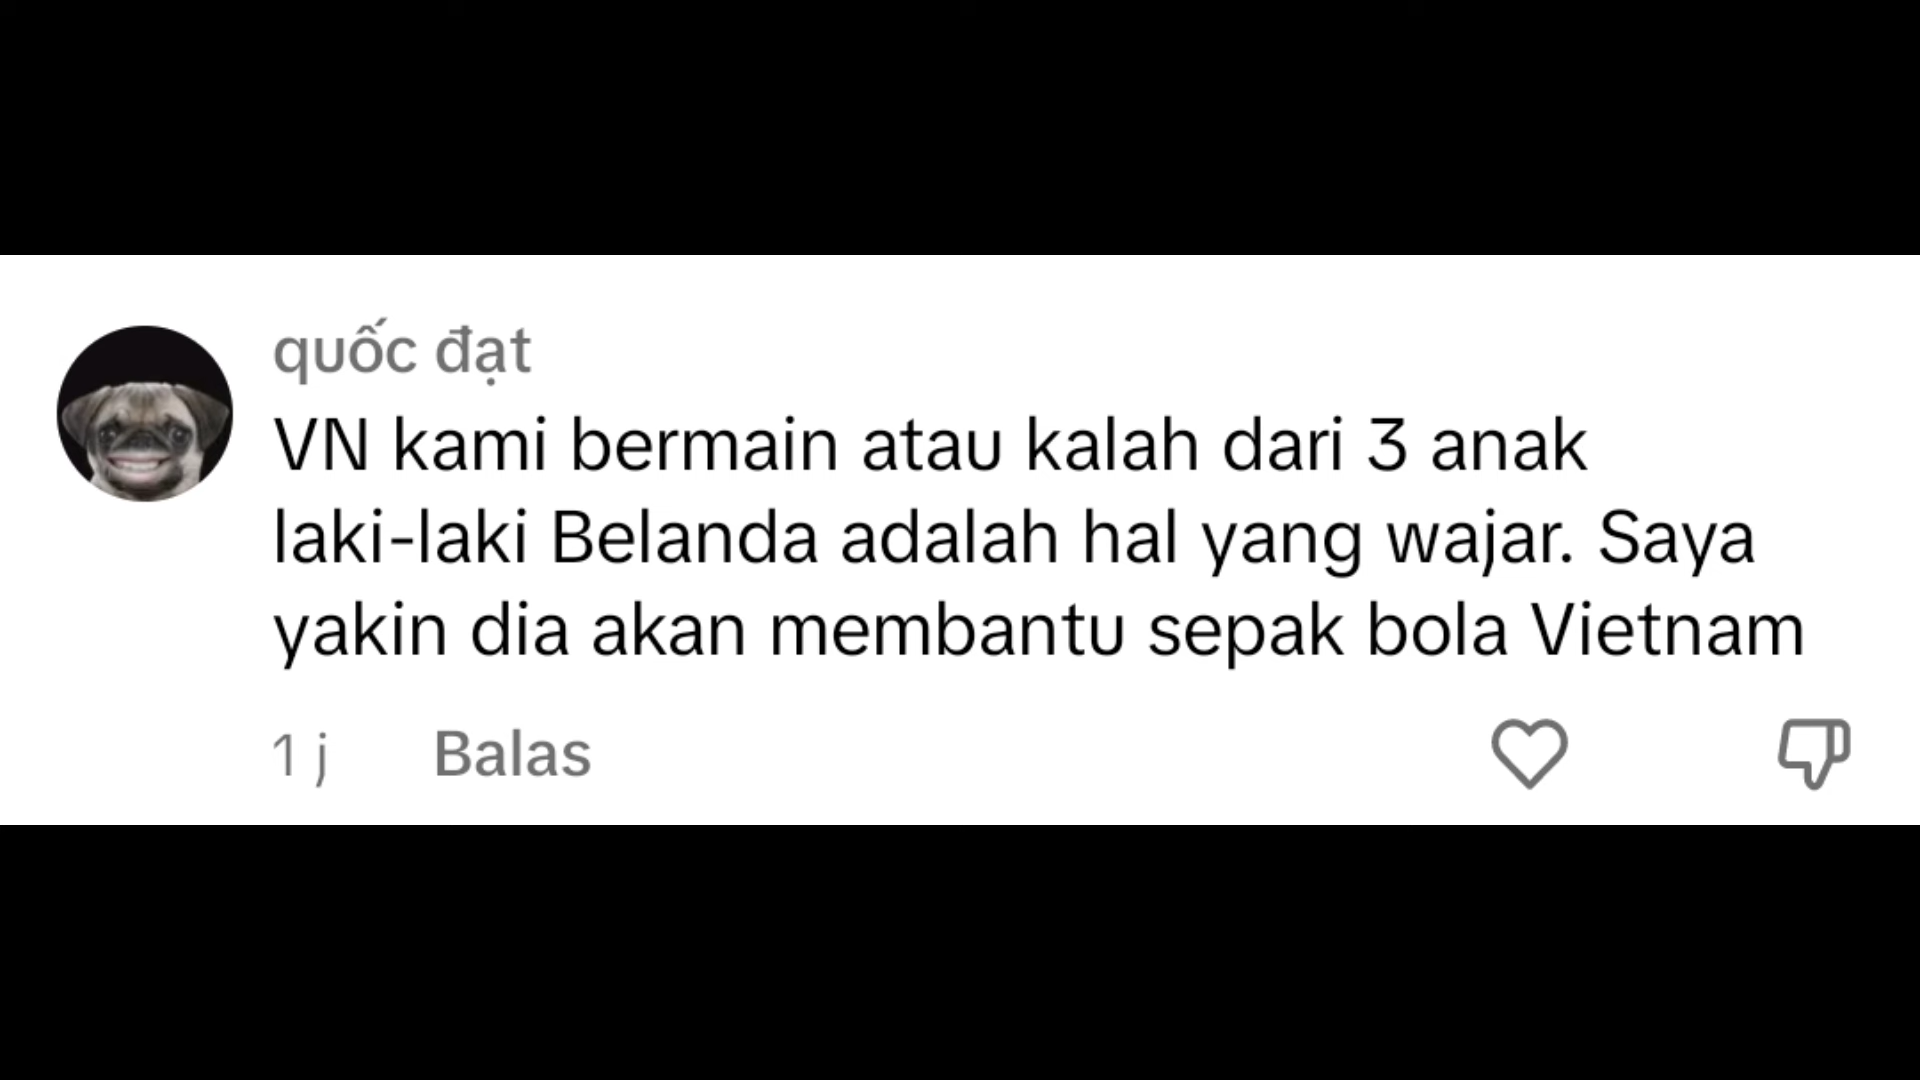 quốc đạt
VN kami bermain atau kalah dari 3 anak
laki-laki Belanda adalah hal yang wajar. Saya
yakin dia akan membantu sepak bola Vietnam
1 j Balas